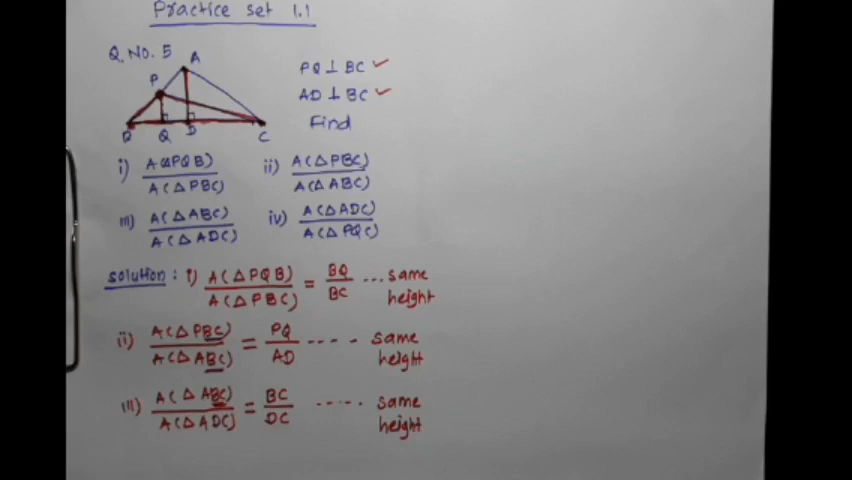 Practice set 1.1
Q. No. 5
A
P
B Q D C
PQ ⊥ BC ✓
AD ⊥ BC ✓
Find
i) A(△PQB) / A(△PBC) ii) A(△PBC) / A(△ABC)
iii) A(△ABC) / A(△ADC) iv) A(△ADC) / A(△PQC)
solution : i) A(△PQB) / A(△PBC) = BQ / BC ... same height
ii) A(△PBC) / A(△ABC) = PQ / AD .... same height
iii) A(△ABC) / A(△ADC) = BC / DC ..... same height